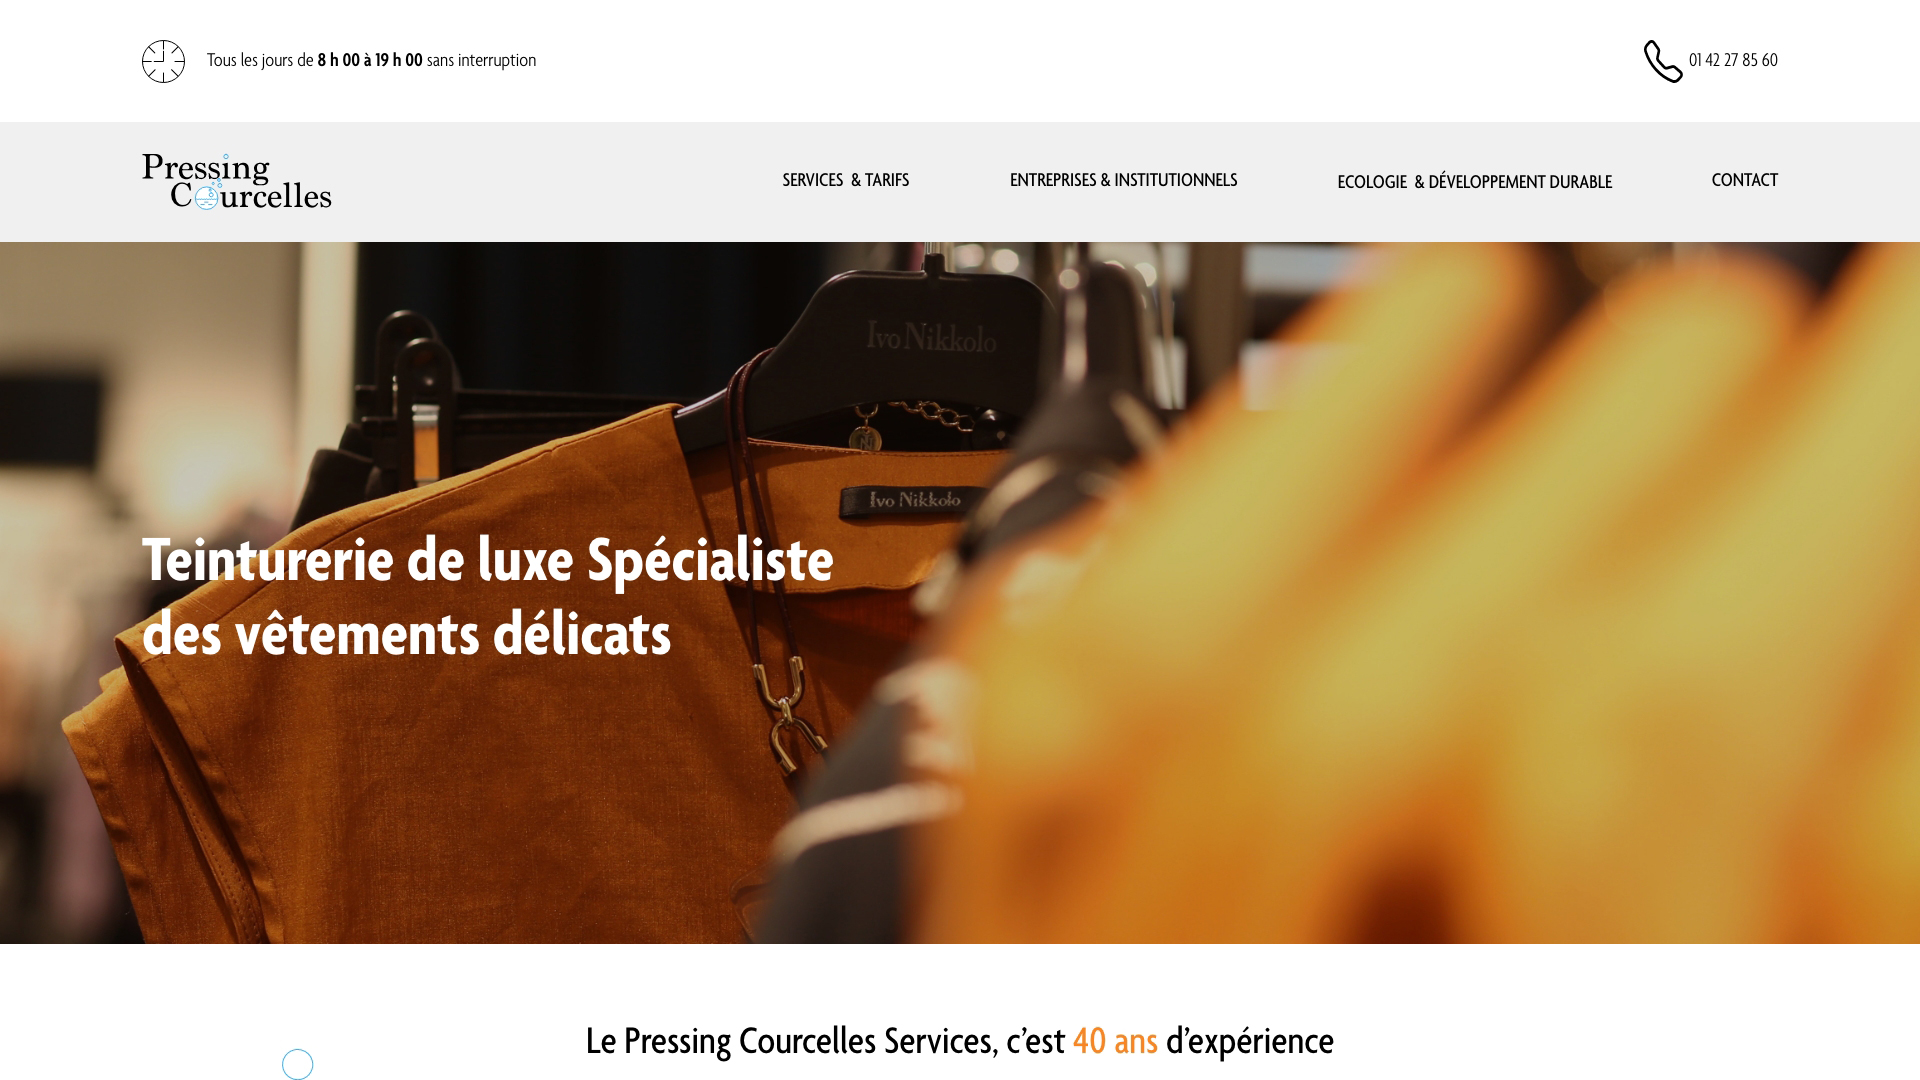 Tous les jours de 8 h 00 à 19 h 00 sans interruption
01 42 27 85 60
Pressing
Courcelles
SERVICES & TARIFS
ENTREPRISES & INSTITUTIONNELS
ECOLOGIE & DÉVELOPPEMENT DURABLE
CONTACT
Ivo Nikkolo
Ivo Nikkolo
Teinturerie de luxe Spécialiste
des vêtements délicats
Le Pressing Courcelles Services, c’est 40 ans d’expérience